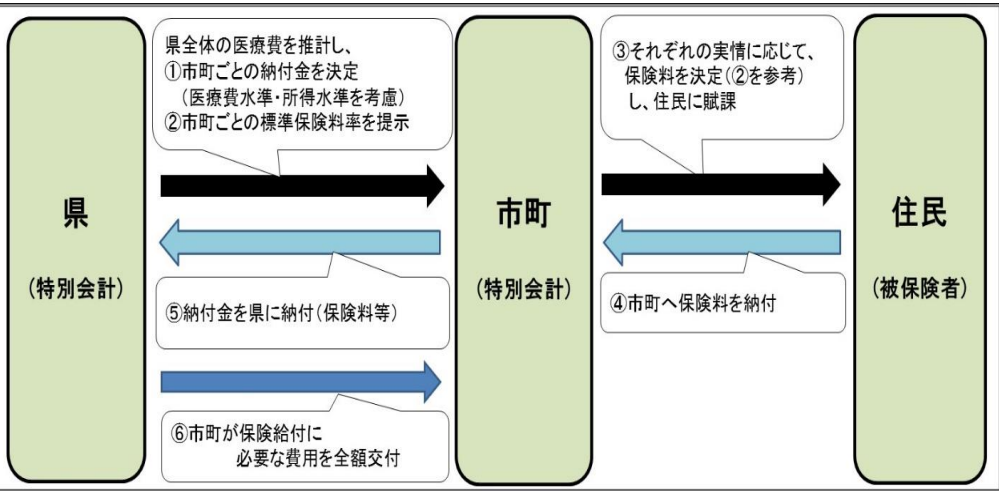 県
(特別会計)
県全体の医療費を推計し、
①市町ごとの納付金を決定
(医療費水準・所得水準を考慮)
②市町ごとの標準保険料率を提示
⑤納付金を県に納付(保険料等)
⑥市町が保険給付に
必要な費用を全額交付
市町
(特別会計)
③それぞれの実情に応じて、
保険料を決定(②を参考)
し、住民に賦課
④市町へ保険料を納付
住民
(被保険者)